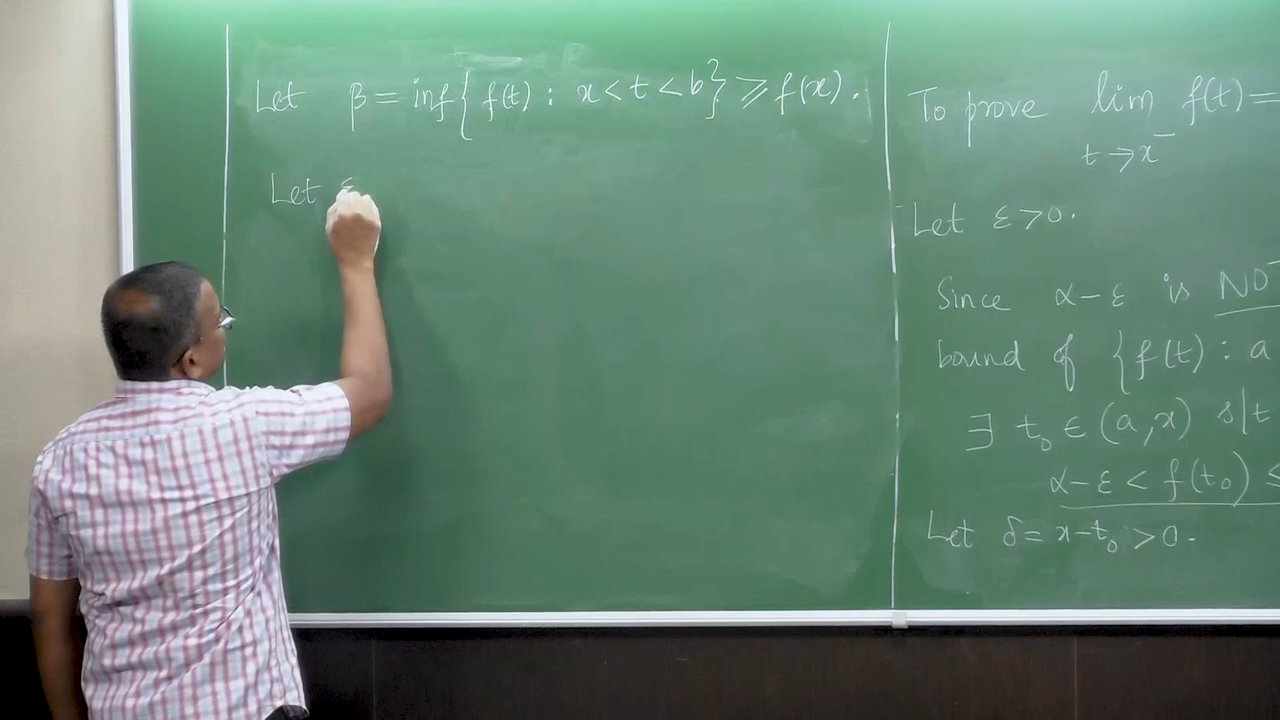 Let β = inf{ f(t) : x < t < b} ⩾ f(x).
Let ε
To prove lim f(t) =
t → x⁻
Let ε > 0.
Since α - ε is NOT
bound of {f(t) : a
∃ t₀ ∈ (a, x) s/t
α - ε < f(t₀) ≤
Let δ = x - t₀ > 0.